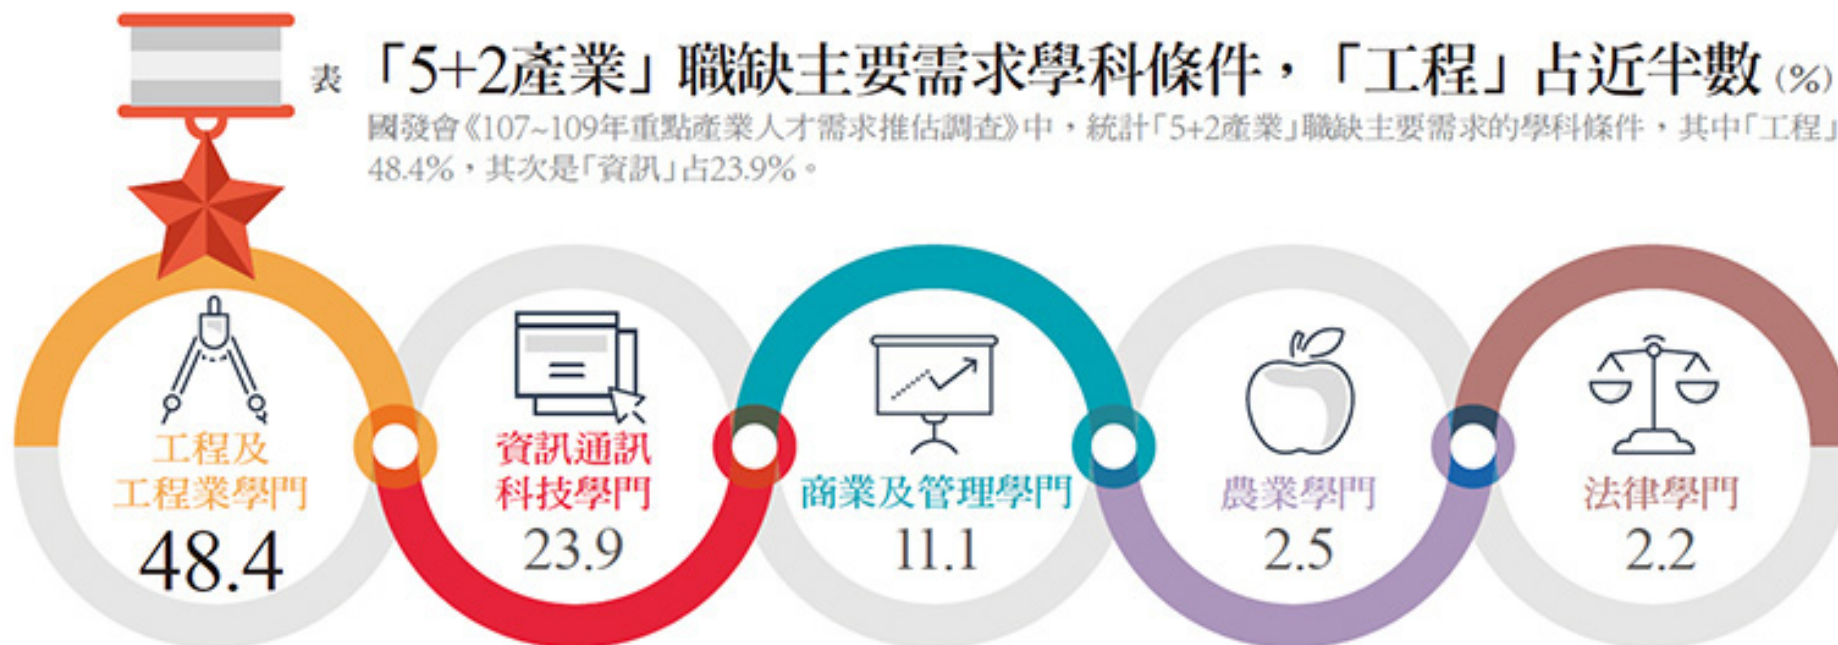 表 「5+2產業」職缺主要需求學科條件，「工程」占近半數 (%)
國發會《107~109年重點產業人才需求推估調查》中，統計「5+2產業」職缺主要需求的學科條件，其中「工程」
48.4%，其次是「資訊」占23.9%。
工程及
工程業學門
48.4
資訊通訊
科技學門
23.9
商業及管理學門
11.1
農業學門
2.5
法律學門
2.2